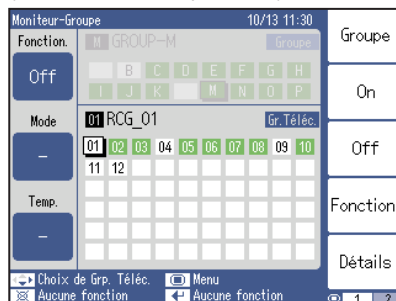 Moniteur-Groupe 10/13 11:30
Fonction.
Off
Mode
–
Temp.
–
M GROUP-M Groupe
B C D E F G H
I J K M N O P
01 RCG_01 Gr.Téléc.
01 02 03 04 05 06 07 08 09 10
11 12
Groupe
On
Off
Fonction
Détails
Choix de Grp. Téléc. Menu
Aucune fonction Aucune fonction
1 2